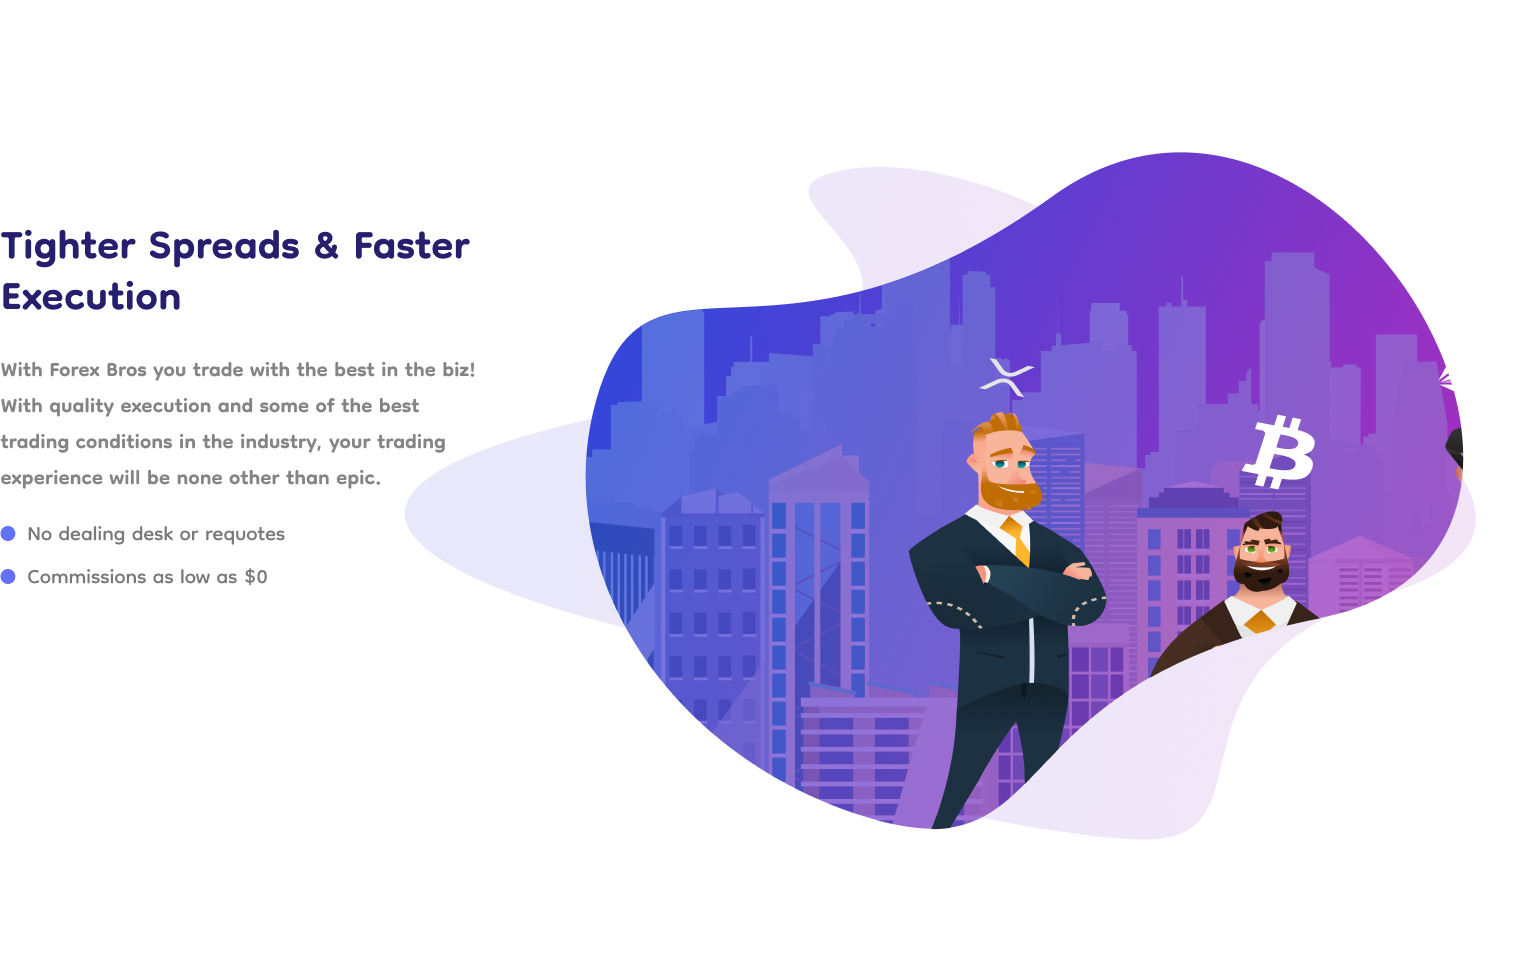 Tighter Spreads & Faster
Execution
With Forex Bros you trade with the best in the biz!
With quality execution and some of the best
trading conditions in the industry, your trading
experience will be none other than epic.
No dealing desk or requotes
Commissions as low as $0